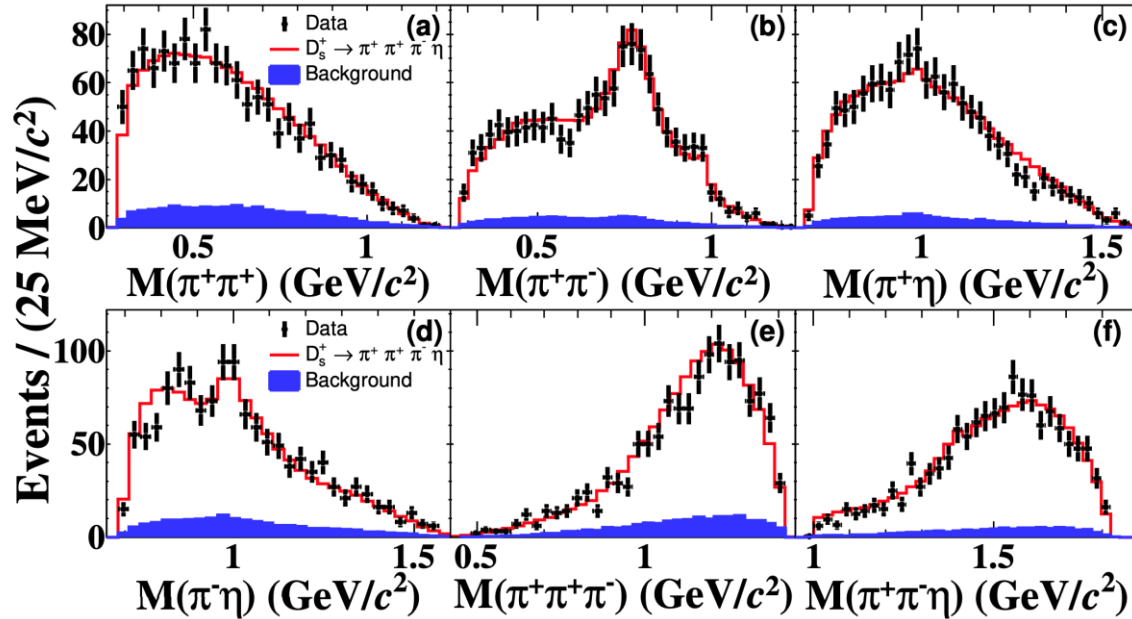 Events / (25 MeV/c²)
80
60
40
20
0
(a)
Data
D_s^+ → π⁺ π⁺ π⁻ η
Background
0.5 1
M(π⁺π⁺) (GeV/c²)
(b)
0.5 1
M(π⁺π⁻) (GeV/c²)
(c)
1 1.5
M(π⁺η) (GeV/c²)
100
50
0
(d)
Data
D_s^+ → π⁺ π⁺ π⁻ η
Background
1 1.5
M(π⁻η) (GeV/c²)
(e)
0.5 1
M(π⁺π⁺π⁻) (GeV/c²)
(f)
1 1.5
M(π⁺π⁻η) (GeV/c²)